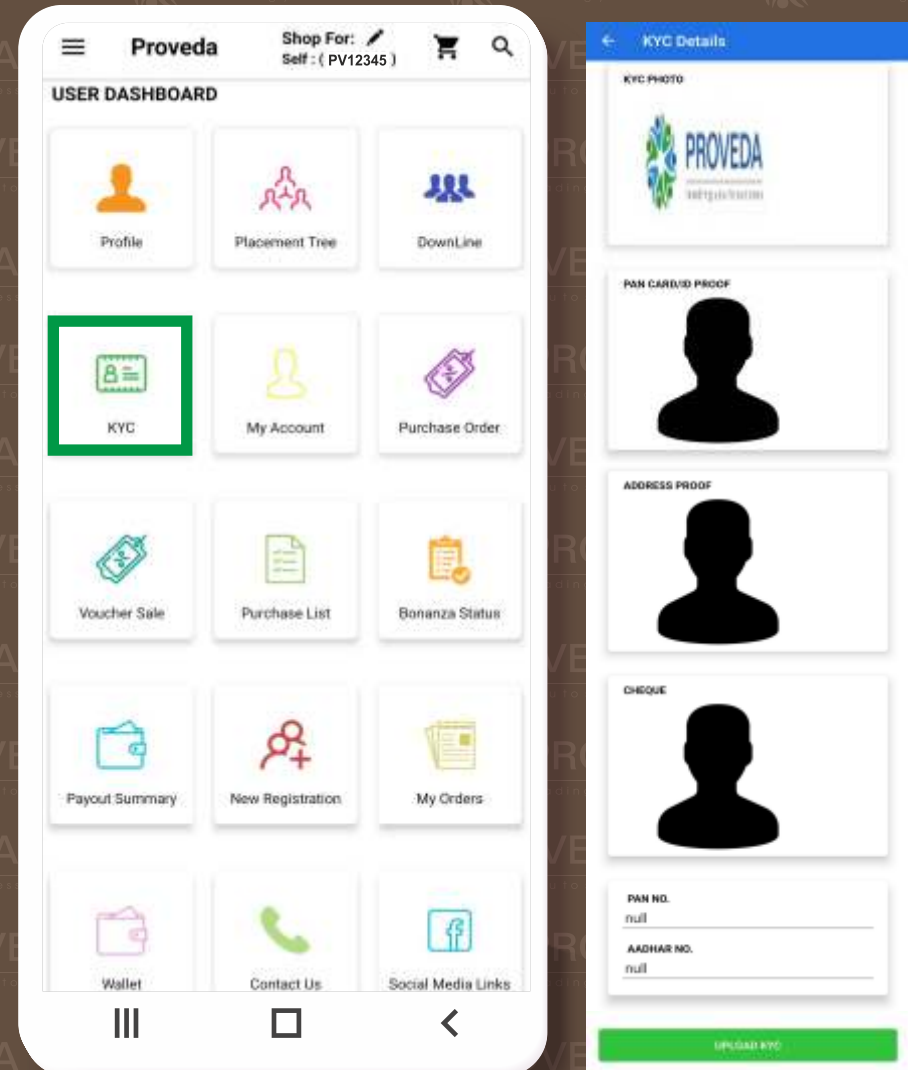 Proveda
Shop For:
Self : ( PV12345 )
USER DASHBOARD
Profile
Placement Tree
DownLine
KYC
My Account
Purchase Order
Voucher Sale
Purchase List
Bonanza Status
Payout Summary
New Registration
My Orders
Wallet
Contact Us
Social Media Links
KYC Details
KYC PHOTO
PROVEDA
PAN CARD/ID PROOF
ADDRESS PROOF
CHEQUE
PAN NO.
null
AADHAR NO.
null
UPLOAD KYC